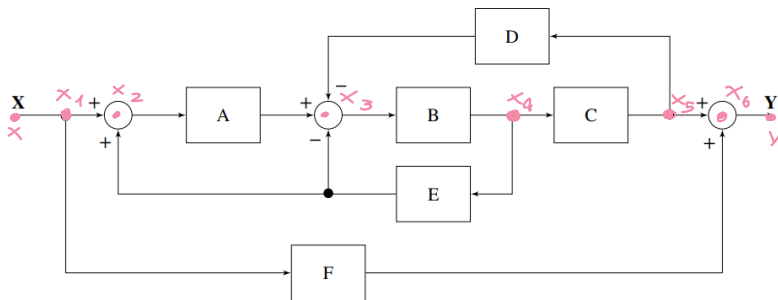 D
X x1 x2 x3 x4 x5 x6 Y
+ + − + +
A B C
x y
+ − +
E
F